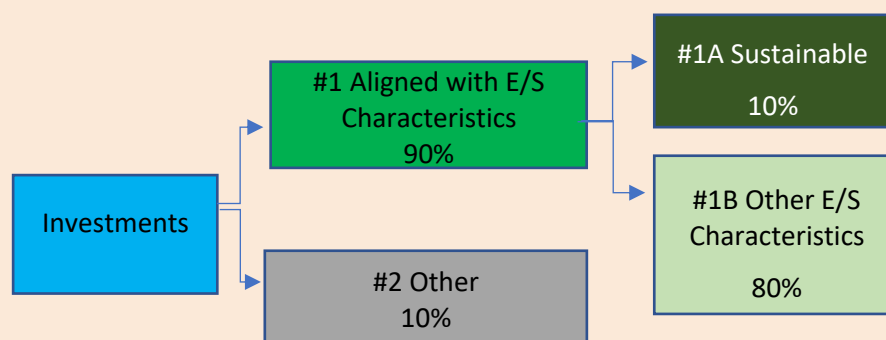 Investments
#1 Aligned with E/S
Characteristics
90%
#2 Other
10%
#1A Sustainable
10%
#1B Other E/S
Characteristics
80%